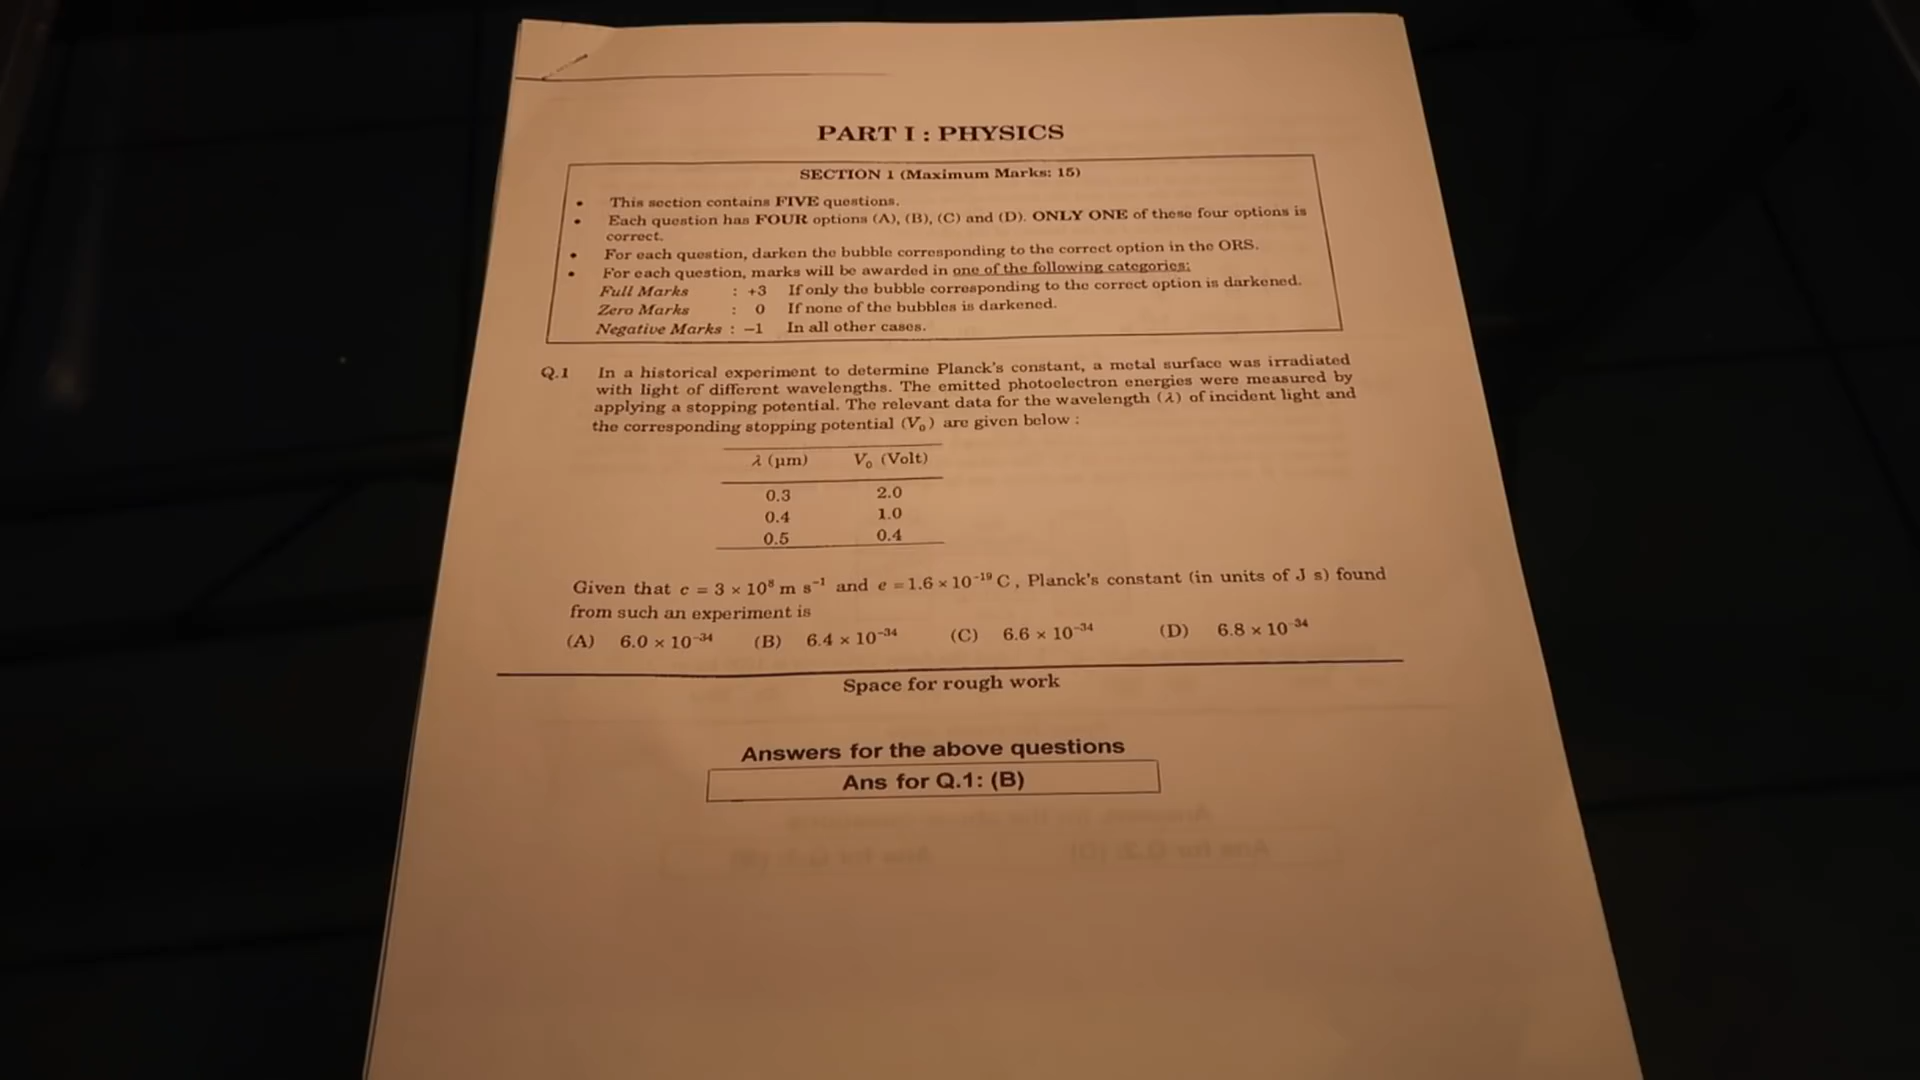 PART I : PHYSICS
SECTION 1 (Maximum Marks: 15)
• This section contains FIVE questions.
• Each question has FOUR options (A), (B), (C) and (D). ONLY ONE of these four options is
correct.
• For each question, darken the bubble corresponding to the correct option in the ORS.
• For each question, marks will be awarded in one of the following categories:
Full Marks : +3 If only the bubble corresponding to the correct option is darkened.
Zero Marks : 0 If none of the bubbles is darkened.
Negative Marks : −1 In all other cases.
Q.1 In a historical experiment to determine Planck's constant, a metal surface was irradiated
with light of different wavelengths. The emitted photoelectron energies were measured by
applying a stopping potential. The relevant data for the wavelength (λ) of incident light and
the corresponding stopping potential (V₀) are given below :
λ (μm) V₀ (Volt)
0.3 2.0
0.4 1.0
0.5 0.4
Given that c = 3 × 10⁸ m s⁻¹ and e = 1.6 × 10⁻¹⁹ C, Planck's constant (in units of J s) found
from such an experiment is
(A) 6.0 × 10⁻³⁴ (B) 6.4 × 10⁻³⁴ (C) 6.6 × 10⁻³⁴ (D) 6.8 × 10⁻³⁴
Space for rough work
Answers for the above questions
Ans for Q.1: (B)